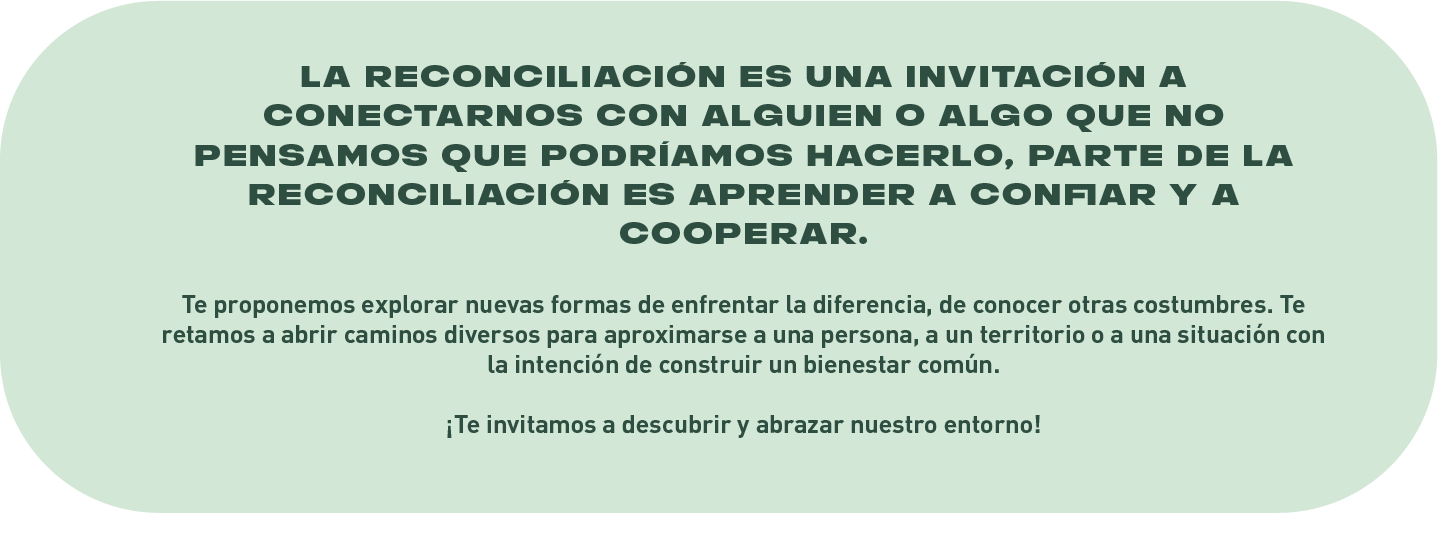 LA RECONCILIACIÓN ES UNA INVITACIÓN A
CONECTARNOS CON ALGUIEN O ALGO QUE NO
PENSAMOS QUE PODRÍAMOS HACERLO, PARTE DE LA
RECONCILIACIÓN ES APRENDER A CONFIAR Y A
COOPERAR.
Te proponemos explorar nuevas formas de enfrentar la diferencia, de conocer otras costumbres. Te
retamos a abrir caminos diversos para aproximarse a una persona, a un territorio o a una situación con
la intención de construir un bienestar común.
¡Te invitamos a descubrir y abrazar nuestro entorno!